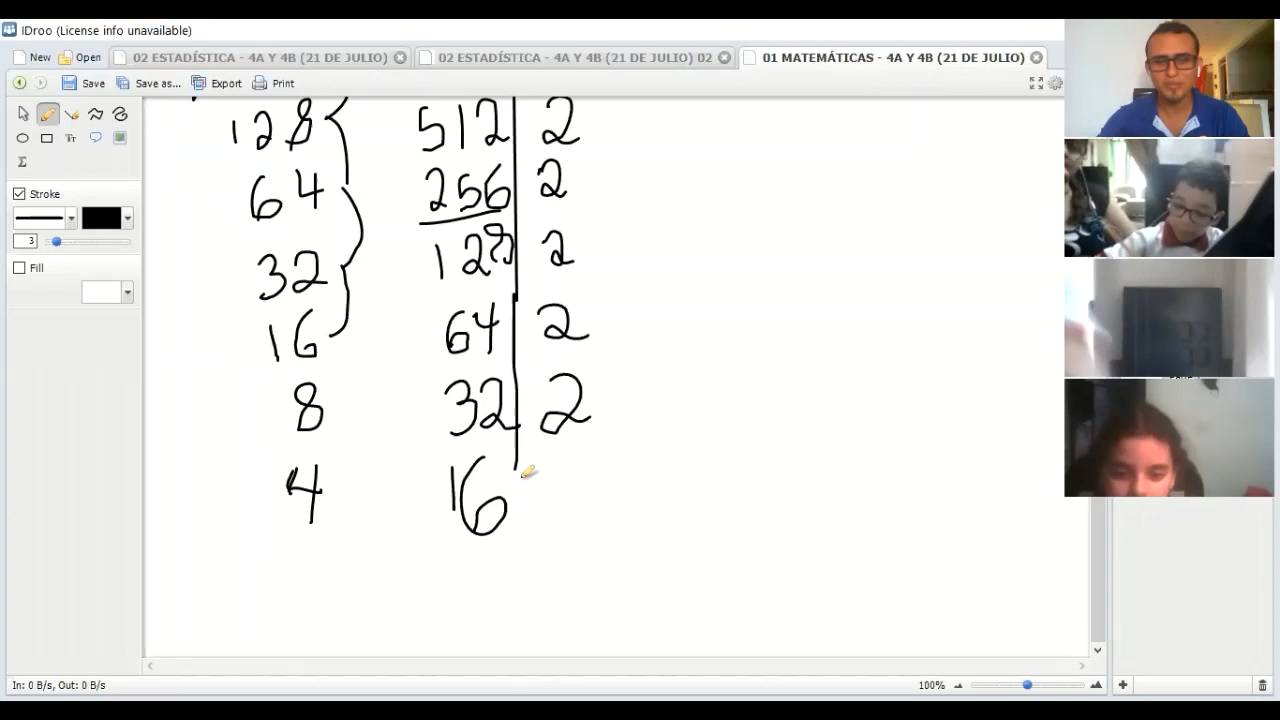 IDroo (License info unavailable)
New Open 02 ESTADÍSTICA - 4A Y 4B (21 DE JULIO) 02 ESTADÍSTICA - 4A Y 4B (21 DE JULIO) 02 01 MATEMÁTICAS - 4A Y 4B (21 DE JULIO)
Save Save as... Export Print
Tт
Σ
Stroke
3
Fill
128 512 2
64 256 2
32 128 2
16 64 2
8 32 2
4 16
In: 0 B/s, Out: 0 B/s 100%